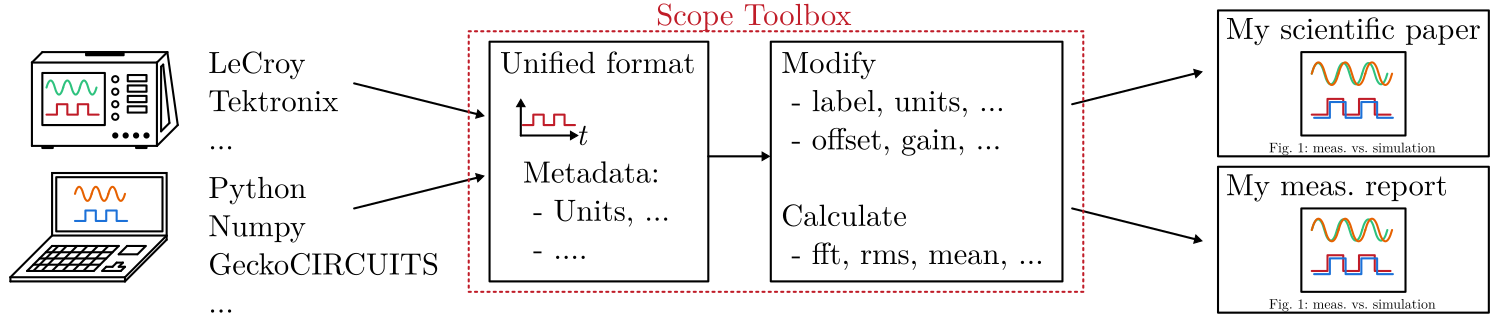 Scope Toolbox
LeCroy
Tektronix
...
Python
Numpy
GeckoCIRCUITS
...
Unified format
t
Metadata:
- Units, ...
- ....
Modify
- label, units, ...
- offset, gain, ...
Calculate
- fft, rms, mean, ...
My scientific paper
Fig. 1: meas. vs. simulation
My meas. report
Fig. 1: meas. vs. simulation